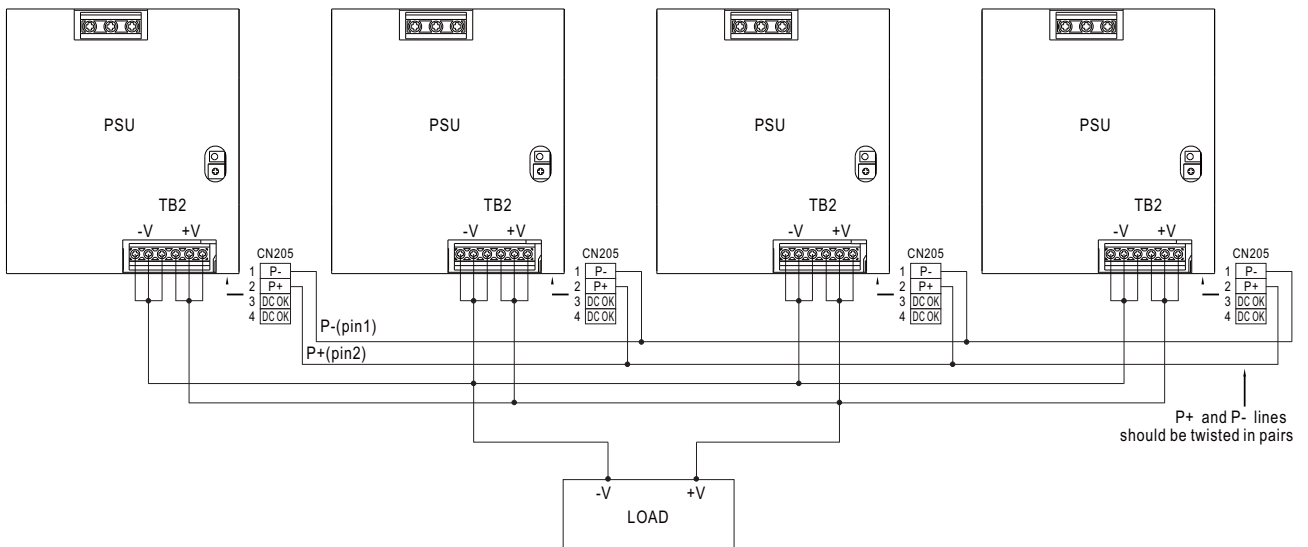 PSU
PSU
PSU
PSU
TB2
TB2
TB2
TB2
-V +V
-V +V
-V +V
-V +V
CN205
1 P-
2 P+
3 DC OK
4 DC OK
CN205
1 P-
2 P+
3 DC OK
4 DC OK
CN205
1 P-
2 P+
3 DC OK
4 DC OK
CN205
1 P-
2 P+
3 DC OK
4 DC OK
P-(pin1)
P+(pin2)
P+ and P- lines
should be twisted in pairs
-V +V
LOAD